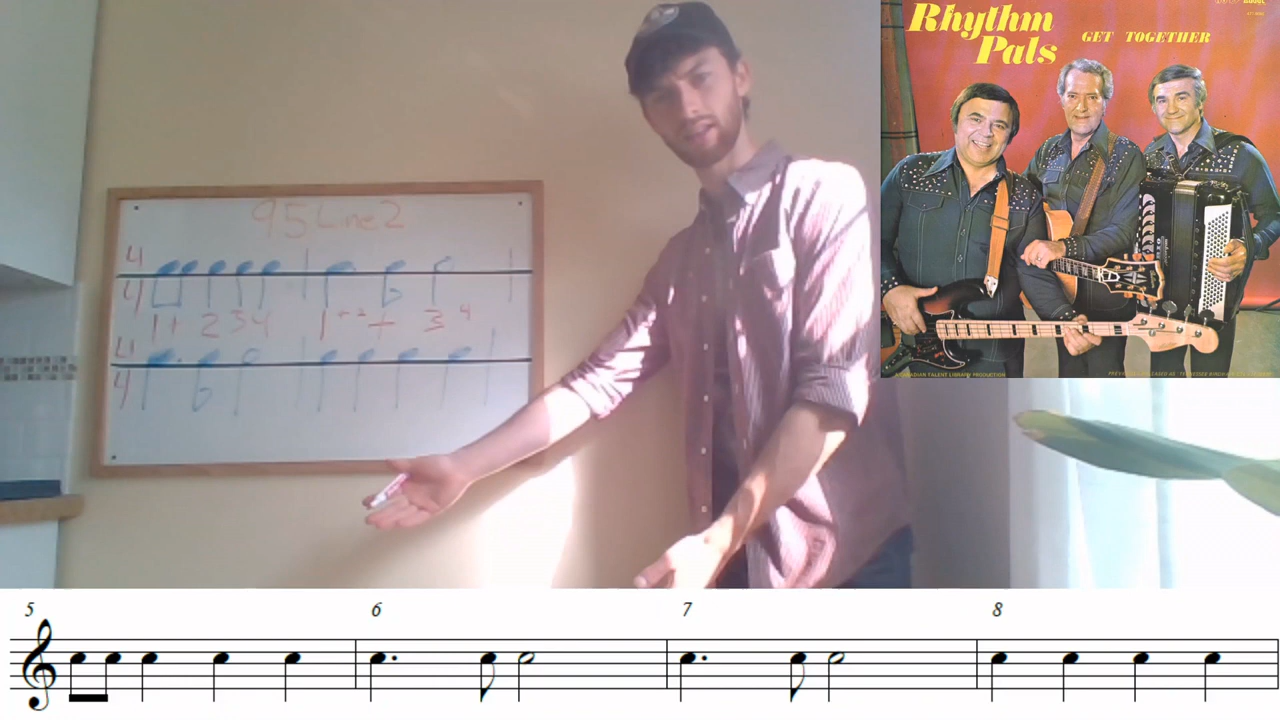 95 Line 2
4
4
1 + 2 3 4 1 + 2 + 3 4
4
4
Rhythm
Pals
GET TOGETHER
5 6 7 8